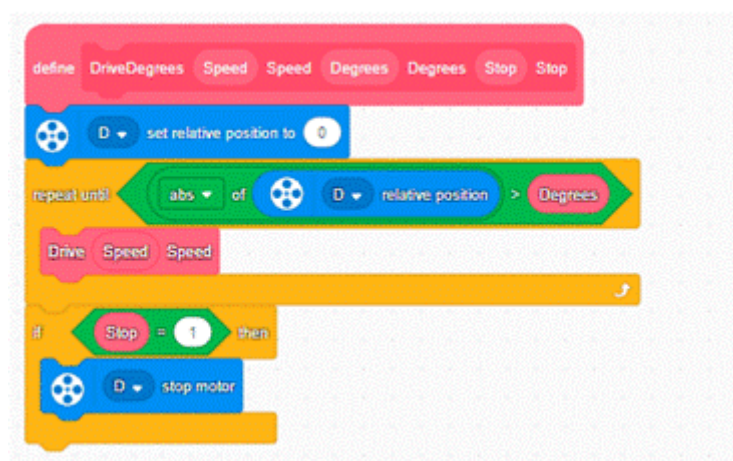 define DriveDegrees Speed Speed Degrees Degrees Stop Stop
D set relative position to 0
repeat until abs of D relative position > Degrees
Drive Speed Speed
if Stop = 1 then
D stop motor